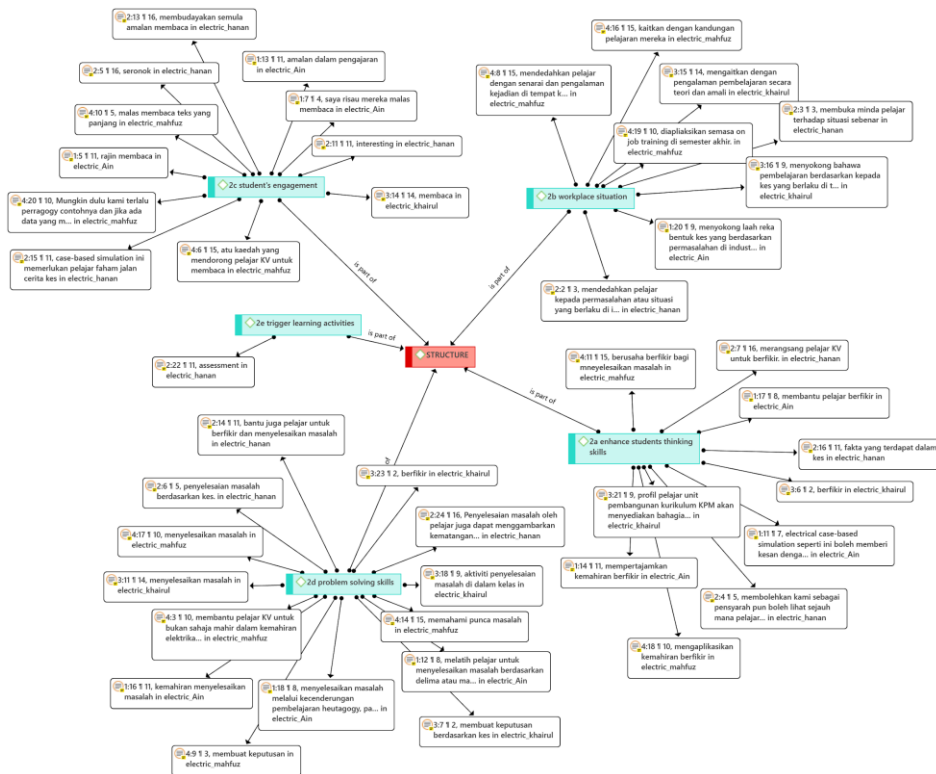 2:13 ¶ 16, membudayakan semula
amalan membaca in electric_hanan
2:5 ¶ 16, seronok in electric_hanan
1:13 ¶ 11, amalan dalam pengajaran
in electric_Ain
4:10 ¶ 5, malas membaca teks yang
panjang in electric_mahfuz
1:7 ¶ 4, saya risau mereka malas
membaca in electric_Ain
1:5 ¶ 11, rajin membaca in
electric_Ain
2:11 ¶ 11, interesting in electric_hanan
2c student's engagement
4:20 ¶ 10, Mungkin dulu kami terlalu
perragogy contohnya dan jika ada
data yang m... in electric_mahfuz
3:14 ¶ 14, membaca in
electric_khairul
2:15 ¶ 11, case-based simulation ini
memerlukan pelajar faham jalan
cerita kes in electric_hanan
4:6 ¶ 15, atu kaedah yang
mendorong pelajar KV untuk
membaca in electric_mahfuz
4:16 ¶ 15, kaitkan dengan kandungan
pelajaran mereka in electric_mahfuz
4:8 ¶ 15, mendedahkan pelajar
dengan senarai dan pengalaman
kejadian di tempat k... in
electric_mahfuz
3:15 ¶ 14, mengaitkan dengan
pengalaman pembelajaran secara
teori dan amali in electric_khairul
2:3 ¶ 3, membuka minda pelajar
terhadap situasi sebenar in
electric_hanan
4:19 ¶ 10, diapliaksikan semasa on
job training di semester akhir. in
electric_mahfuz
3:16 ¶ 9, menyokong bahawa
pembelajaran berdasarkan kepada
kes yang berlaku di t... in
electric_khairul
2b workplace situation
1:20 ¶ 9, menyokong laah reka
bentuk kes yang berdasarkan
permasalahan di indust... in
electric_Ain
2:2 ¶ 3, mendedahkan pelajar
kepada permasalahan atau situasi
yang berlaku di i... in electric_hanan
is part of
is part of
2e trigger learning activities
is part of
STRUCTURE
2:22 ¶ 11, assessment in
electric_hanan
is part of
of
4:11 ¶ 15, berusaha berfikir bagi
mneyelesaikan masalah in
electric_mahfuz
2:7 ¶ 16, merangsang pelajar KV
untuk berfikir. in electric_hanan
1:17 ¶ 8, membantu pelajar berfikir in
electric_Ain
2a enhance students thinking
skills
2:16 ¶ 11, fakta yang terdapat dalam
kes in electric_hanan
3:6 ¶ 2, berfikir in electric_khairul
3:21 ¶ 9, profil pelajar unit
pembangunan kurikulum KPM akan
menyediakan bahagia... in
electric_khairul
1:11 ¶ 7, electrical case-based
simulation seperti ini boleh memberi
kesan denga... in electric_Ain
1:14 ¶ 11, mempertajamkan
kemahiran berfikir in electric_Ain
2:4 ¶ 5, membolehkan kami sebagai
pensyarah pun boleh lihat sejauh
mana pelajar... in electric_hanan
4:18 ¶ 10, mengaplikasikan
kemahiran berfikir in
electric_mahfuz
2:14 ¶ 11, bantu juga pelajar untuk
berfikir dan menyelesaikan masalah
in electric_hanan
3:23 ¶ 2, berfikir in electric_khairul
2:6 ¶ 5, penyelesaian masalah
berdasarkan kes. in electric_hanan
2:24 ¶ 16, Penyelesaian masalah oleh
pelajar juga dapat menggambarkan
kematangan... in electric_hanan
4:17 ¶ 10, menyelesaikan masalah in
electric_mahfuz
3:11 ¶ 14, menyelesaikan masalah in
electric_khairul
2d problem solving skills
3:18 ¶ 9, aktiviti penyelesaian
masalah di dalam kelas in
electric_khairul
4:3 ¶ 10, membantu pelajar KV untuk
bukan sahaja mahir dalam kemahiran
elektrika... in electric_mahfuz
4:14 ¶ 15, memahami punca masalah
in electric_mahfuz
1:12 ¶ 8, melatih pelajar untuk
menyelesaikan masalah berdasarkan
delima atau ma... in electric_Ain
1:16 ¶ 11, kemahiran menyelesaikan
masalah in electric_Ain
1:18 ¶ 8, menyelesaikan masalah
melalui kecenderungan
pembelajaran heutagogy, pa...
in electric_Ain
3:7 ¶ 2, membuat keputusan
berdasarkan kes in electric_khairul
4:9 ¶ 3, membuat keputusan in
electric_mahfuz